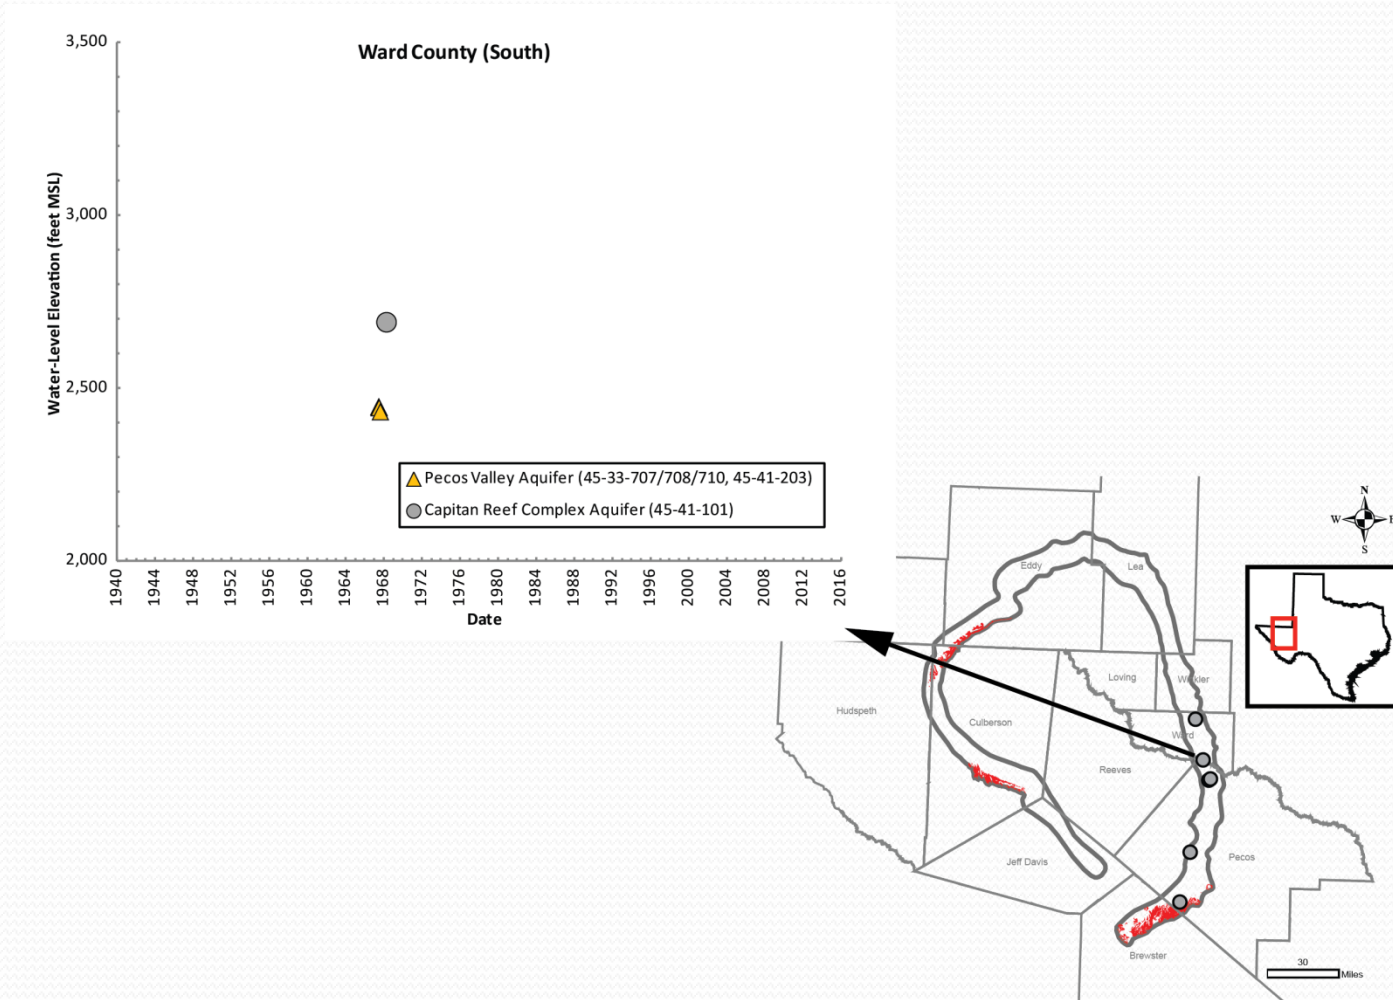 Ward County (South)
Water-Level Elevation (feet MSL)
3,500
3,000
2,500
2,000
Pecos Valley Aquifer (45-33-707/708/710, 45-41-203)
Capitan Reef Complex Aquifer (45-41-101)
1940 1944 1948 1952 1956 1960 1964 1968 1972 1976 1980 1984 1988 1992 1996 2000 2004 2008 2012 2016
Date
N
W E
S
Eddy Lea
Loving Winkler
Hudspeth Culberson Ward
Reeves
Jeff Davis Pecos
Brewster
30
Miles